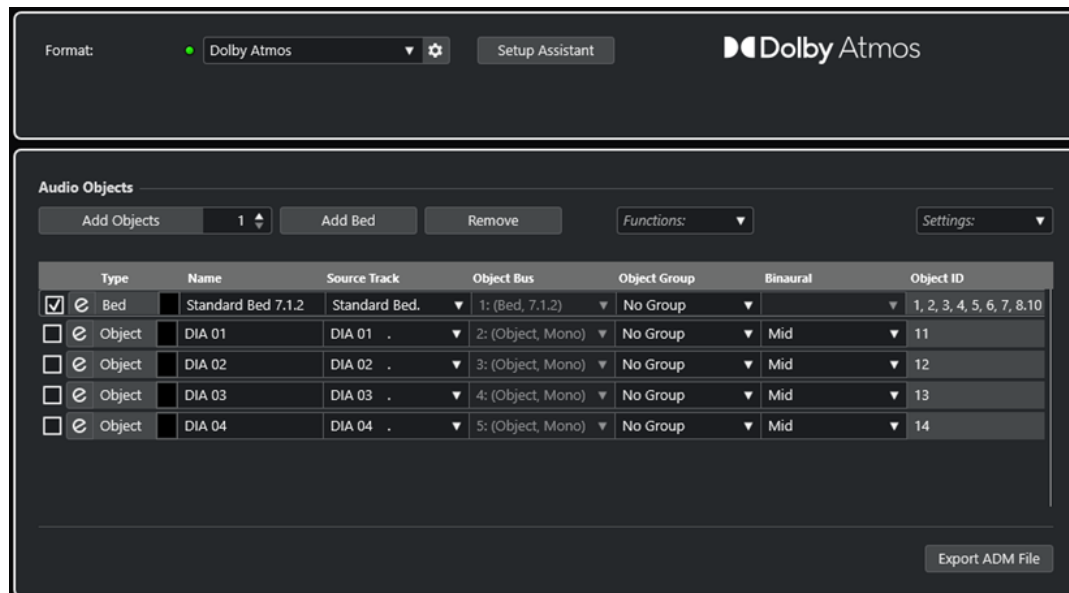 Format: Dolby Atmos Setup Assistant Dolby Atmos
Audio Objects
Add Objects 1 Add Bed Remove Functions: Settings:
Type Name Source Track Object Bus Object Group Binaural Object ID
e Bed Standard Bed 7.1.2 Standard Bed. 1: (Bed, 7.1.2) No Group 1, 2, 3, 4, 5, 6, 7, 8.10
e Object DIA 01 DIA 01 . 2: (Object, Mono) No Group Mid 11
e Object DIA 02 DIA 02 . 3: (Object, Mono) No Group Mid 12
e Object DIA 03 DIA 03 . 4: (Object, Mono) No Group Mid 13
e Object DIA 04 DIA 04 . 5: (Object, Mono) No Group Mid 14
Export ADM File